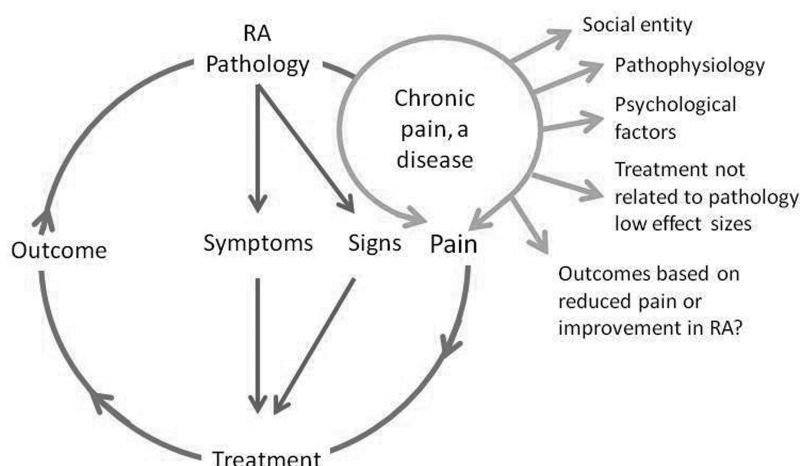 RA
Pathology
Chronic
pain, a
disease
Social entity
Pathophysiology
Psychological
factors
Treatment not
related to pathology
low effect sizes
Outcomes based on
reduced pain or
improvement in RA?
Outcome
Symptoms
Signs
Pain
Treatment